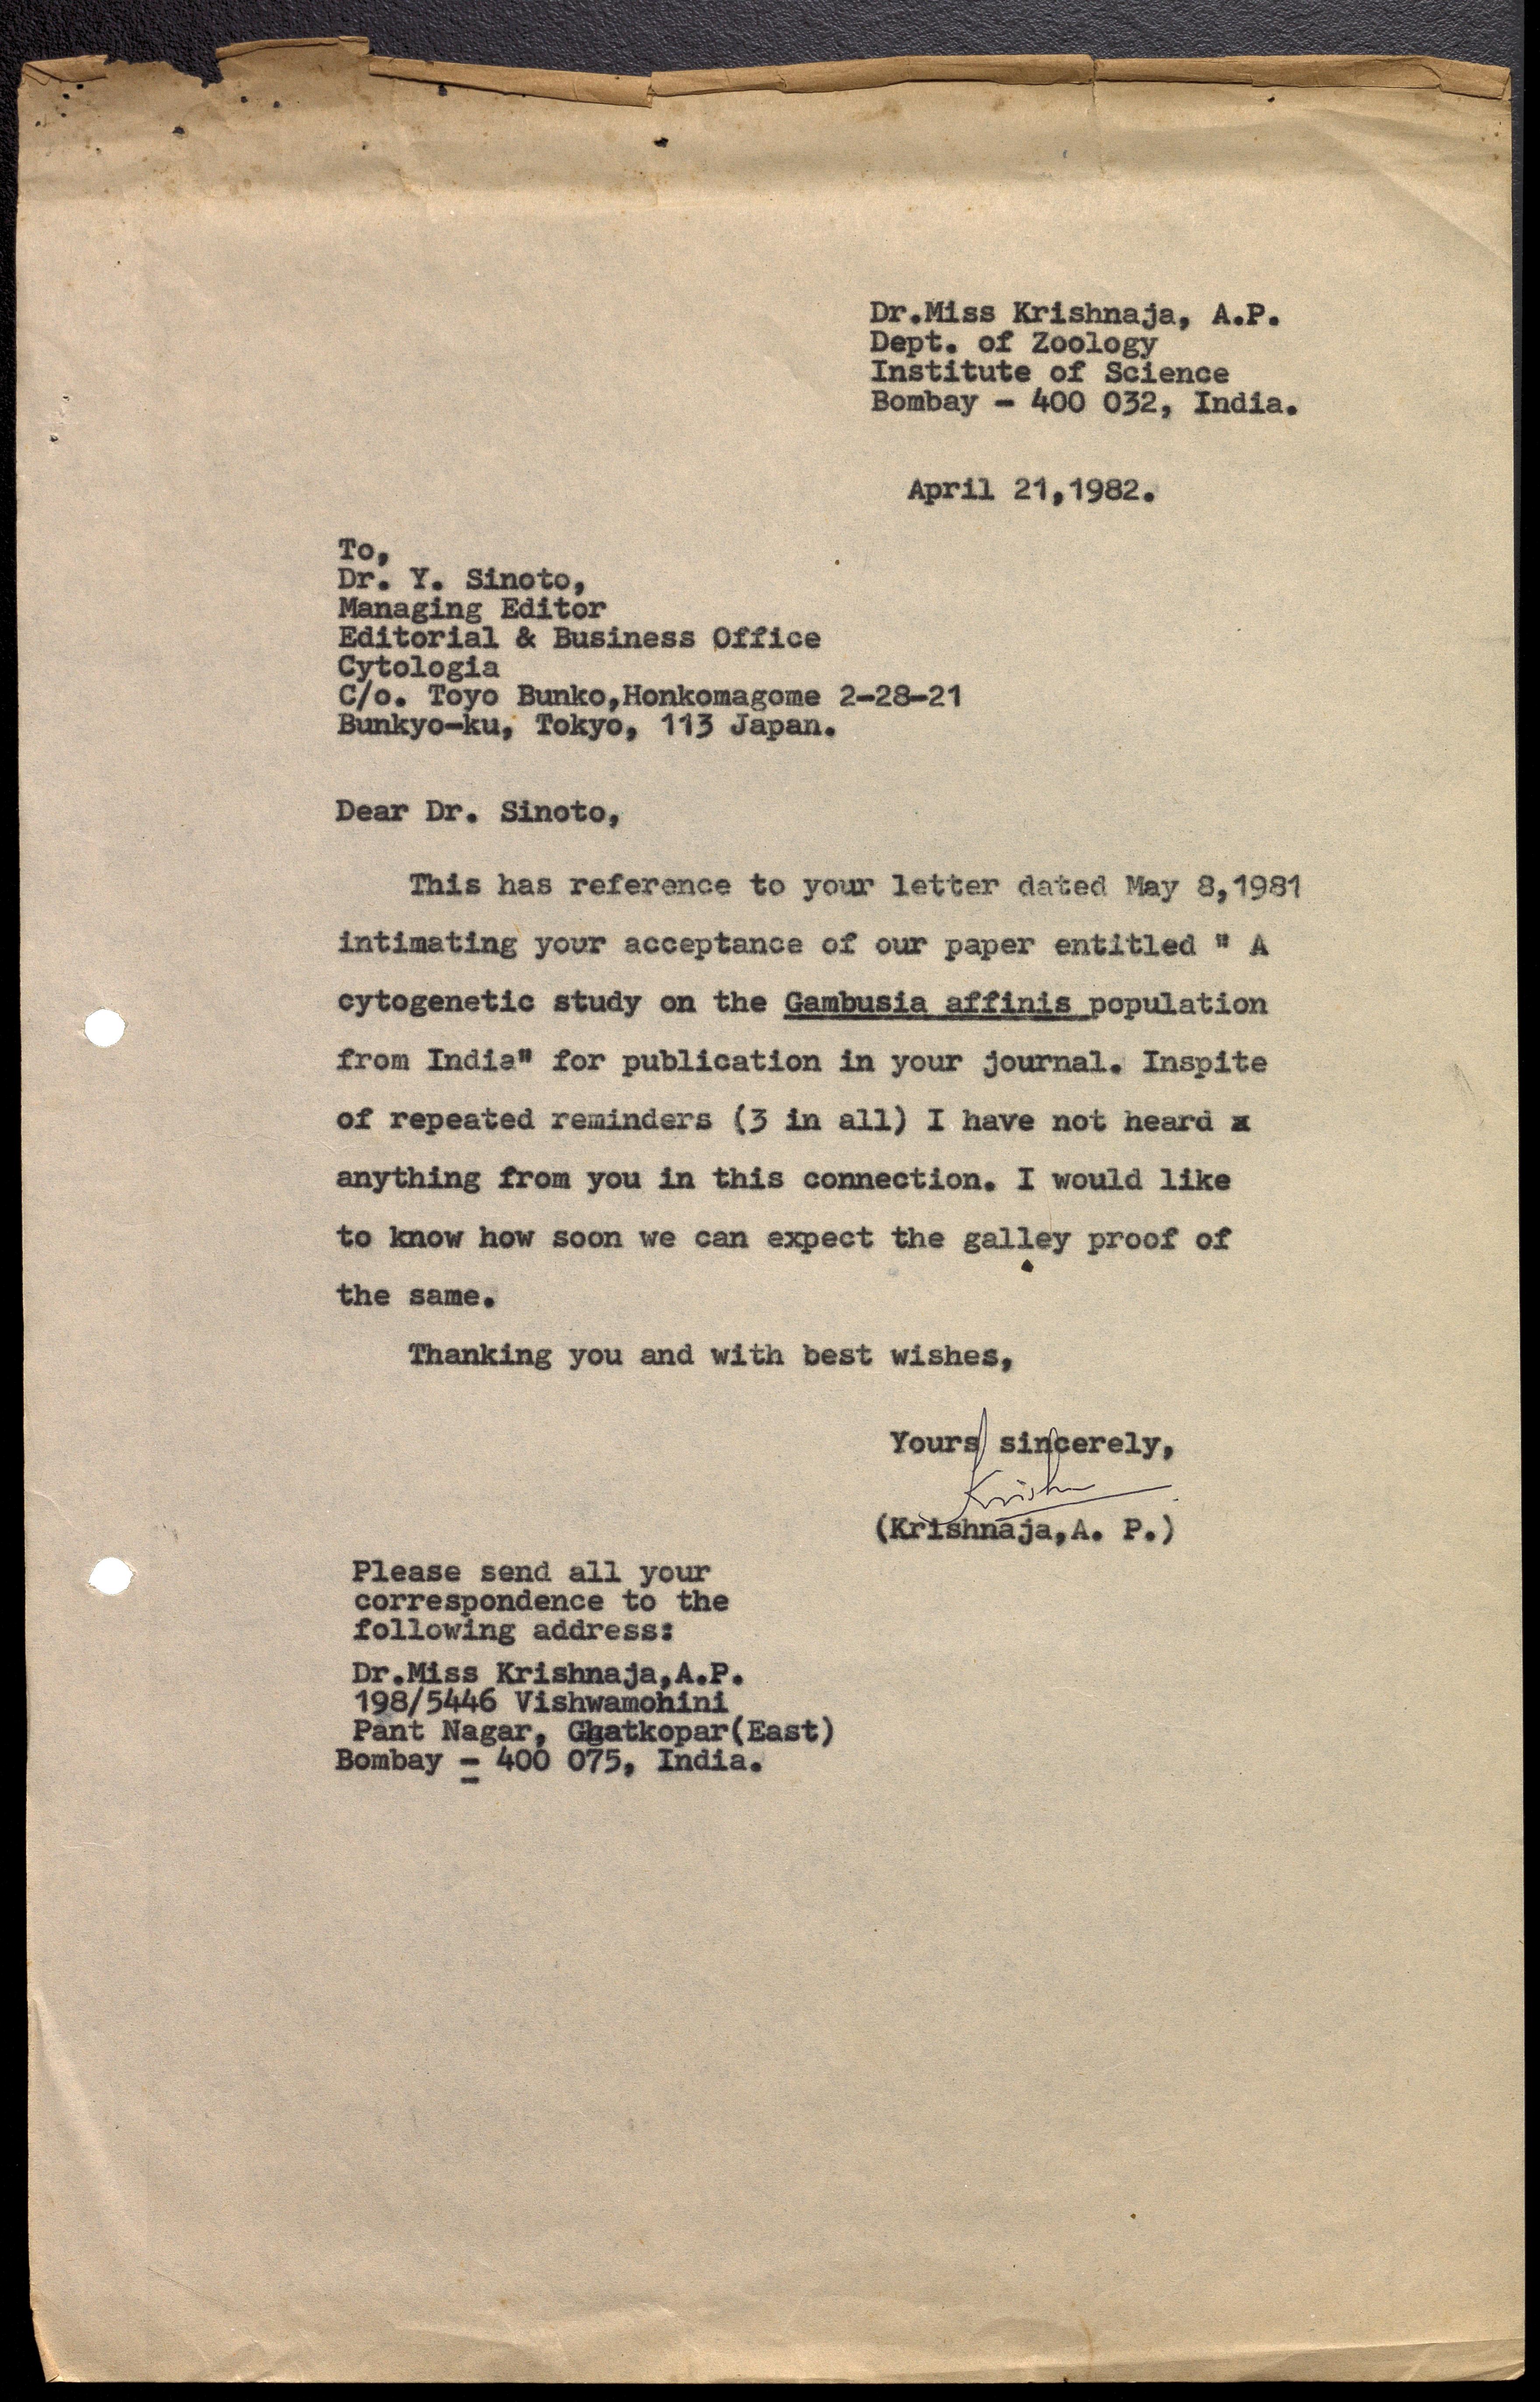 Dr.Miss Krishnaja, A.P.
Dept. of Zoology
Institute of Science
Bombay - 400 032, India.
April 21,1982.
To,
Dr. Y. Sinoto,
Managing Editor
Editorial & Business Office
Cytologia
C/o. Toyo Bunko,Honkomagome 2-28-21
Bunkyo-ku, Tokyo, 113 Japan.
Dear Dr. Sinoto,
This has reference to your letter dated May 8,1981
intimating your acceptance of our paper entitled " A
cytogenetic study on the Gambusia affinis population
from India" for publication in your journal. Inspite
of repeated reminders (3 in all) I have not heard x
anything from you in this connection. I would like
to know how soon we can expect the galley proof of
the same.
Thanking you and with best wishes,
Yours sincerely,
Krishn
(Krishnaja,A. P.)
Please send all your
correspondence to the
following address:
Dr.Miss Krishnaja,A.P.
198/5446 Vishwamohini
Pant Nagar, Ghatkopar(East)
Bombay - 400 075, India.